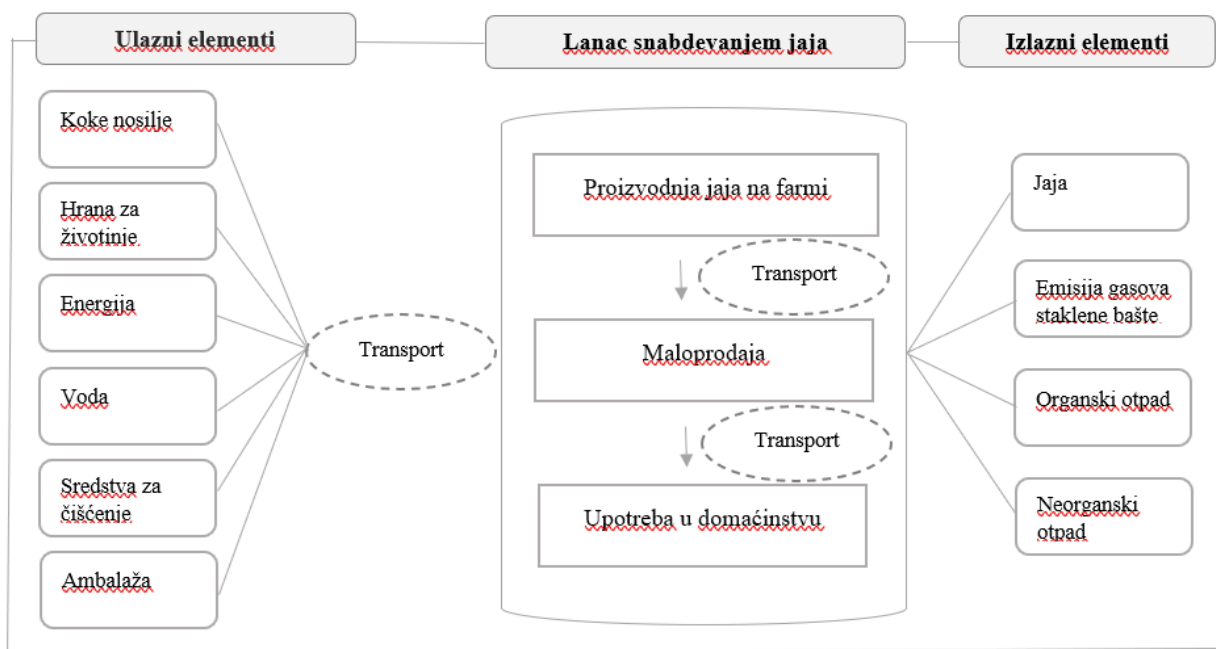 Ulazni elementi
Lanac snabdevanjem jaja
Izlazni elementi
Koke nosilje
Hrana za
životinje
Energija
Voda
Sredstva za
čišćenje
Ambalaža
Transport
Proizvodnja jaja na farmi
Transport
Maloprodaja
Transport
Upotreba u domaćinstvu
Jaja
Emisija gasova
staklene bašte
Organski otpad
Neorganski
otpad